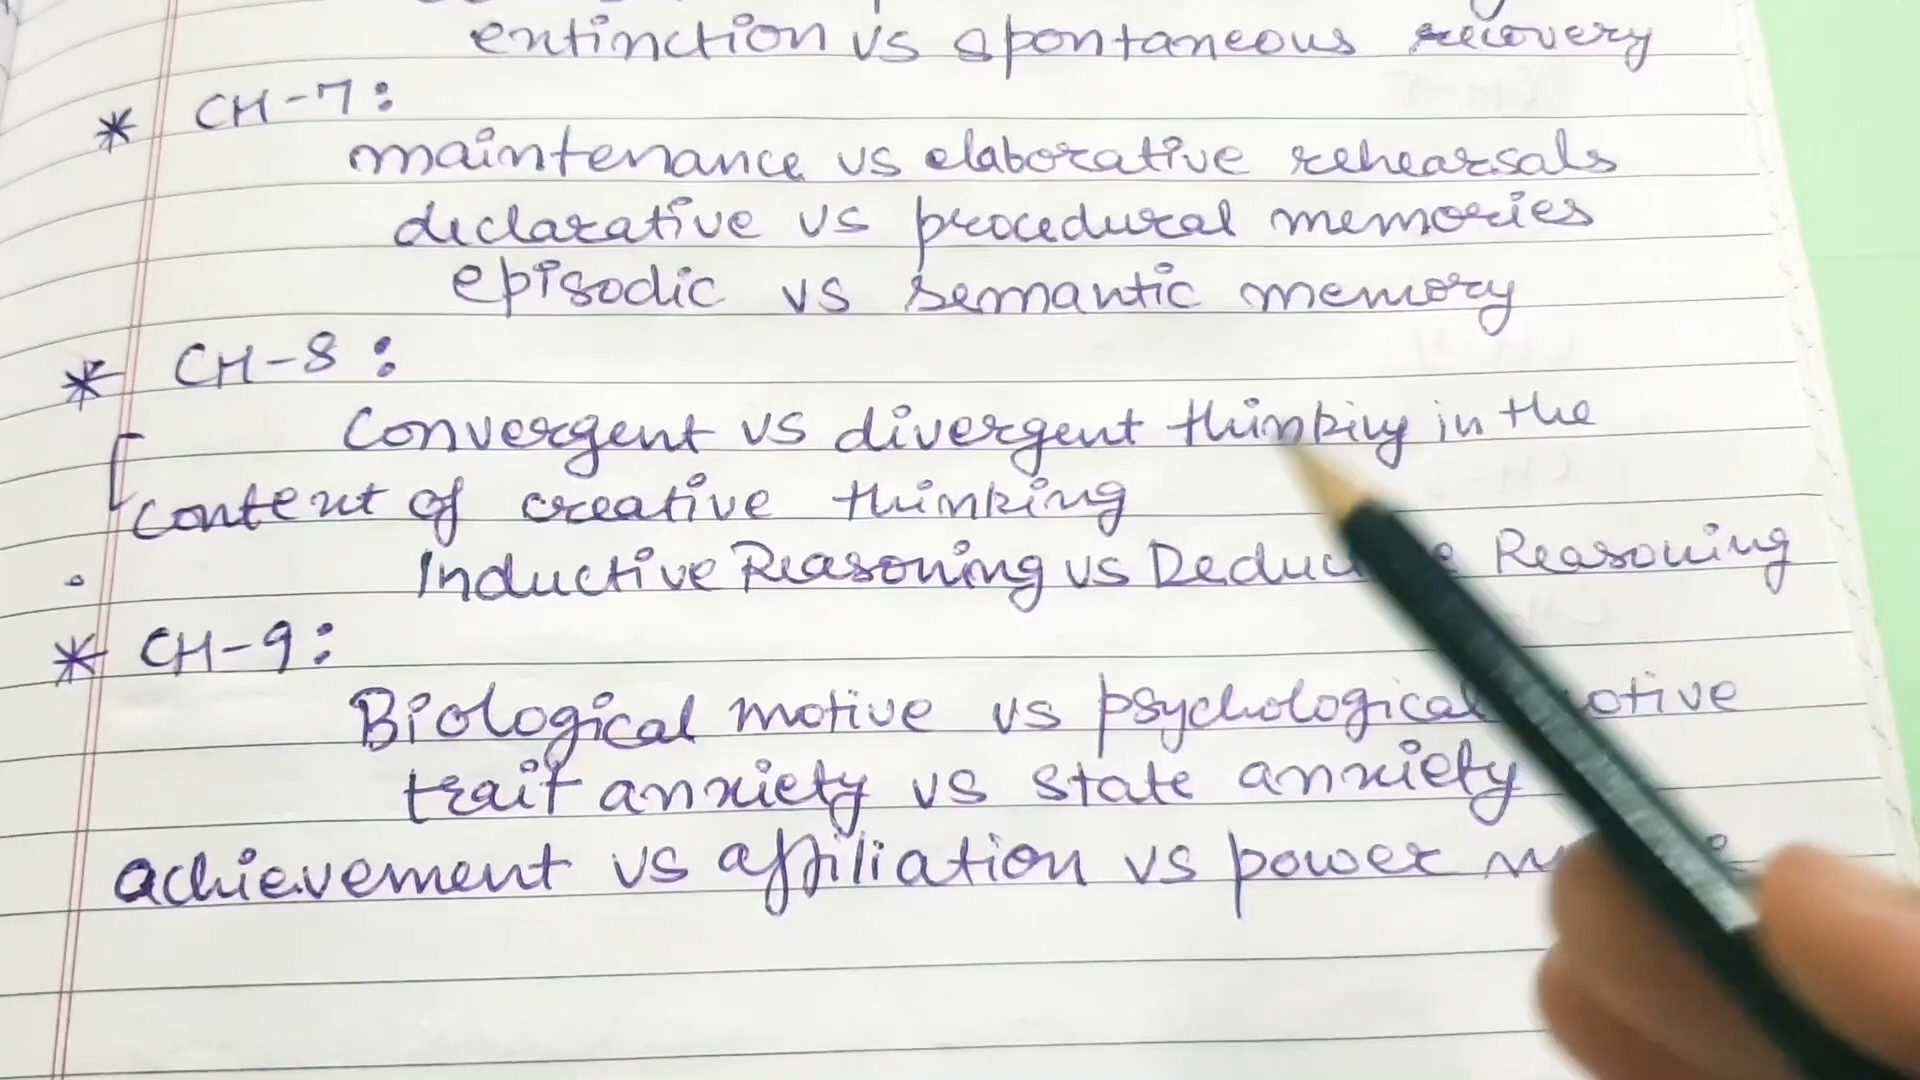 extinction vs spontaneous recovery
* CH-7:
maintenance vs elaborative rehearsals
declarative vs procedural memories
episodic vs semantic memory
* CH-8:
Convergent vs divergent thinking in the
content of creative thinking
Inductive Reasoning vs Reasoning
* CH-9:
Biological motive vs psychological
trait anxiety vs state anxiety
achievement vs affiliation vs power